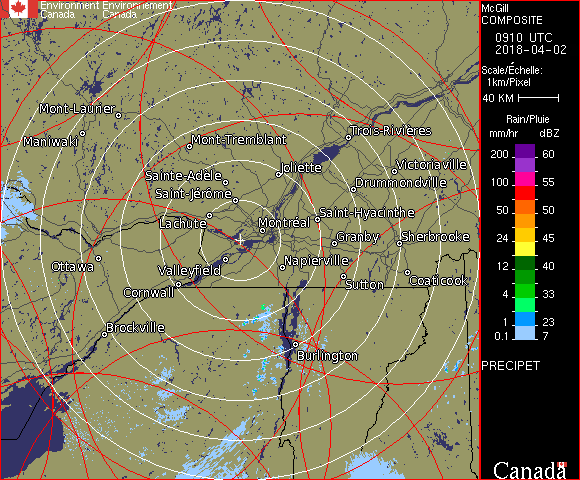 Environment Environnement
Canada Canada
McGill
COMPOSITE
0910 UTC
2018-04-02
Scale/Échelle:
1km/Pixel
40 KM
Rain/Pluie
mm/hr dBZ
200 60
100 55
50 50
24 45
12 40
4 33
1 23
0.1 7
PRECIPET
Canada
Mont-Laurier
Maniwaki
Mont-Tremblant
Trois-Rivières
Joliette
Victoriaville
Sainte-Adèle
Drummondville
Saint-Jérôme
Lachute
Saint-Hyacinthe
Montréal
Granby
Sherbrooke
Ottawa
Valleyfield
Napierville
Cornwall
Sutton
Coaticook
Brockville
Burlington